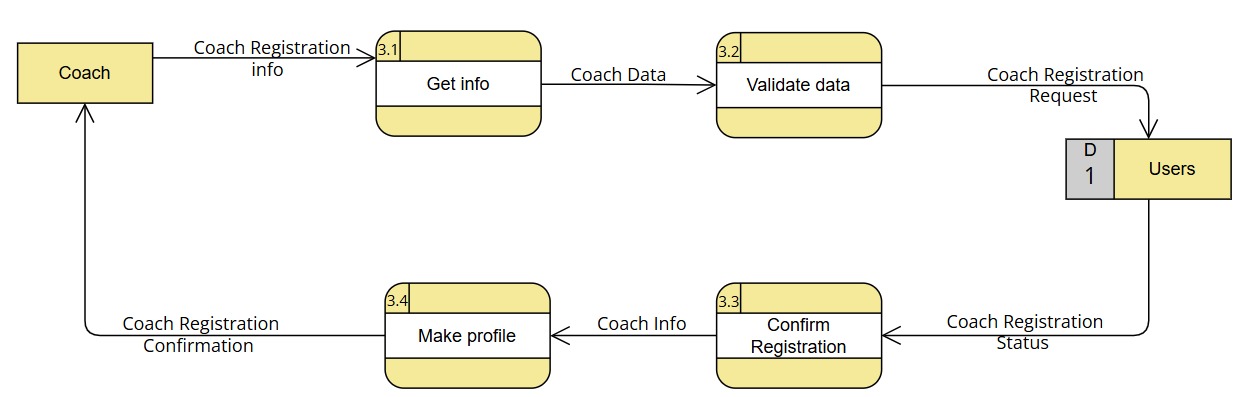 Coach
Coach Registration
info
3.1
Get info
Coach Data
3.2
Validate data
Coach Registration
Request
D
1
Users
Coach Registration
Status
3.3
Confirm
Registration
Coach Info
3.4
Make profile
Coach Registration
Confirmation